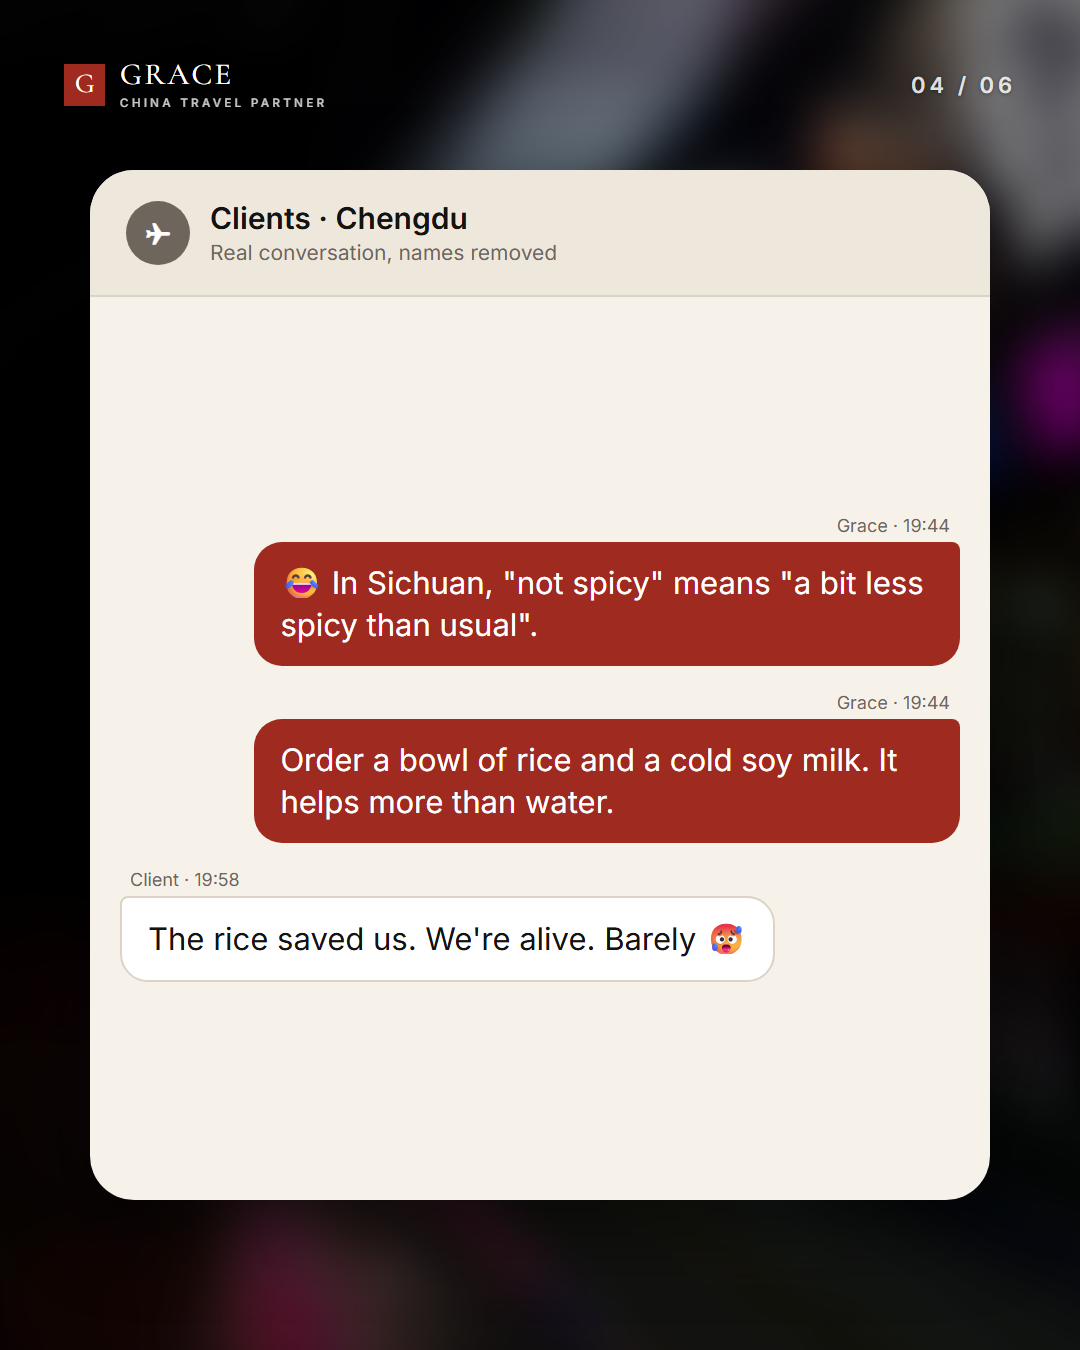 G
GRACE
CHINA TRAVEL PARTNER
04 / 06
Clients · Chengdu
Real conversation, names removed
Grace · 19:44
😂 In Sichuan, "not spicy" means "a bit less
spicy than usual".
Grace · 19:44
Order a bowl of rice and a cold soy milk. It
helps more than water.
Client · 19:58
The rice saved us. We're alive. Barely 🥵